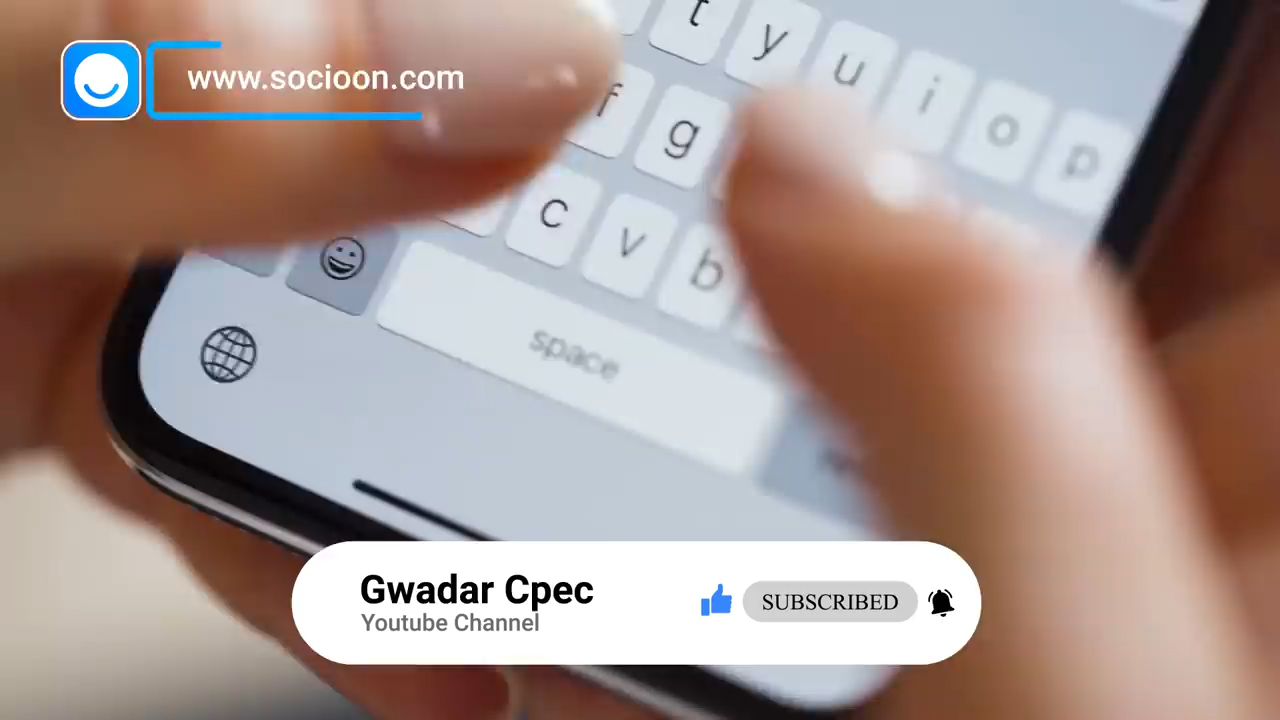 www.socioon.com
t y u i o p
f g
c v b
space
Gwadar Cpec
Youtube Channel
SUBSCRIBED